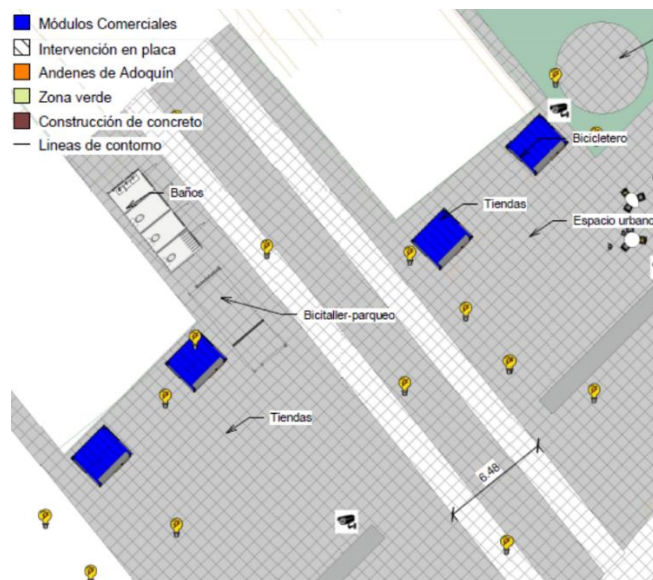 Módulos Comerciales
Intervención en placa
Andenes de Adoquín
Zona verde
Construcción de concreto
Lineas de contorno
Bicicletero
Baños
Tiendas
Espacio urbano
Bicitaller-parqueo
Tiendas
6.48